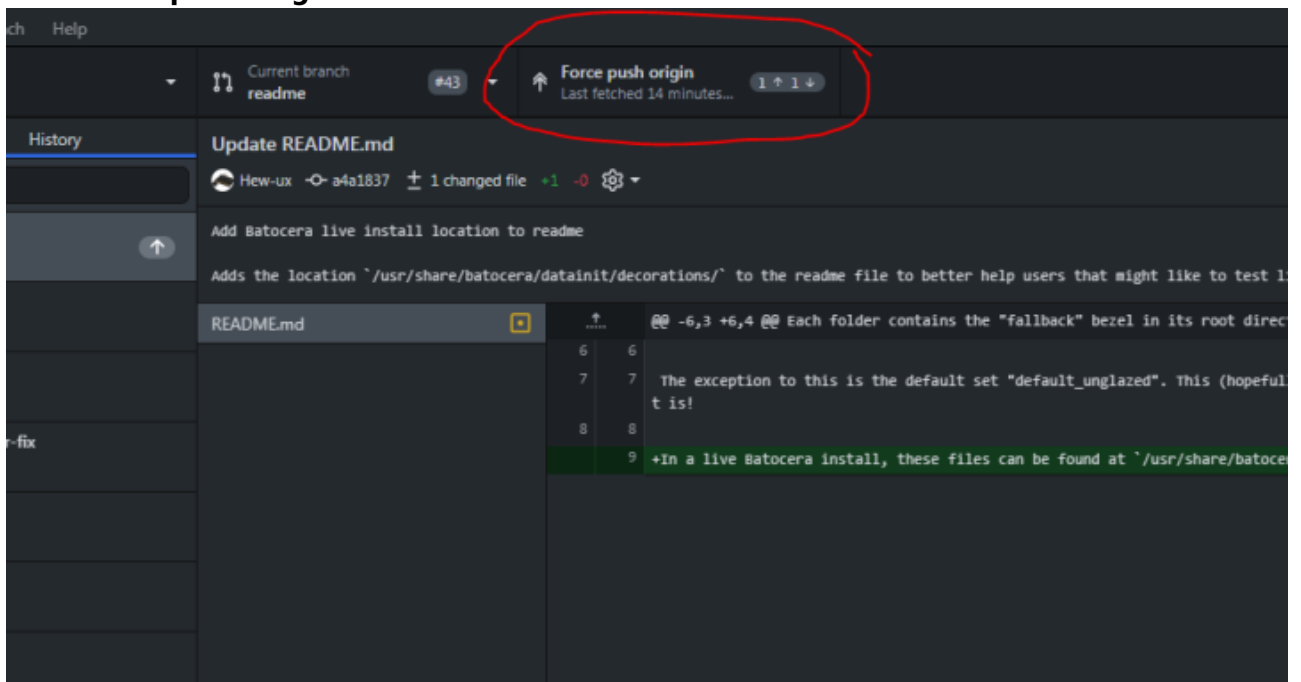 ch Help
Current branch
readme
#43
Force push origin
Last fetched 14 minutes...
1 ↑ 1 ↓
History
Update README.md
Hew-ux a4a1837 1 changed file +1 -0
Add Batocera live install location to readme
Adds the location `/usr/share/batocera/datainit/decorations/` to the readme file to better help users that might like to test
README.md
@@ -6,3 +6,4 @@ Each folder contains the "fallback" bezel in its root direc
6 6
7 7 The exception to this is the default set "default_unglazed". This (hopeful
t is!
8 8
r-fix
9 +In a live Batocera install, these files can be found at `/usr/share/batoce